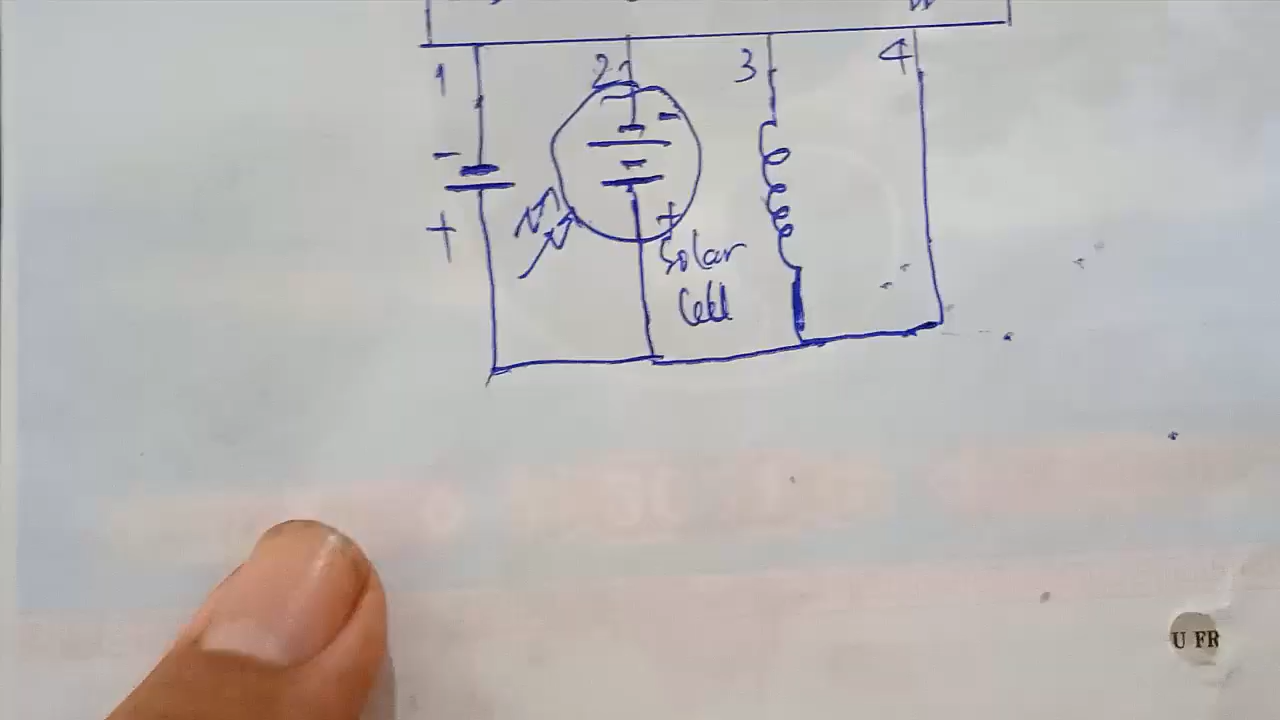 1 2 3 4
-
-
+
+
Solar
Cell
U FR